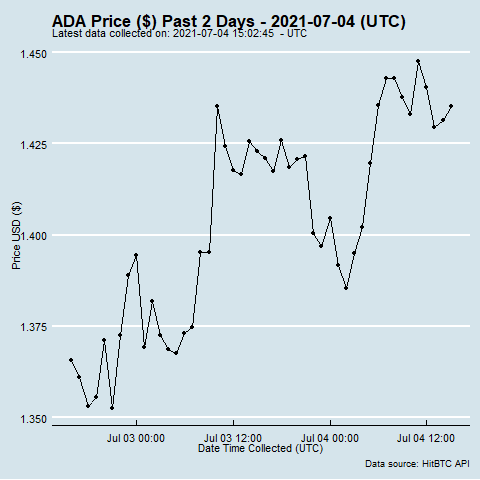 ADA Price ($) Past 2 Days - 2021-07-04 (UTC)
Latest data collected on: 2021-07-04 15:02:45 - UTC
1.450
1.425
1.400
1.375
1.350
Price USD ($)
Jul 03 00:00 Jul 03 12:00 Jul 04 00:00 Jul 04 12:00
Date Time Collected (UTC)
Data source: HitBTC API